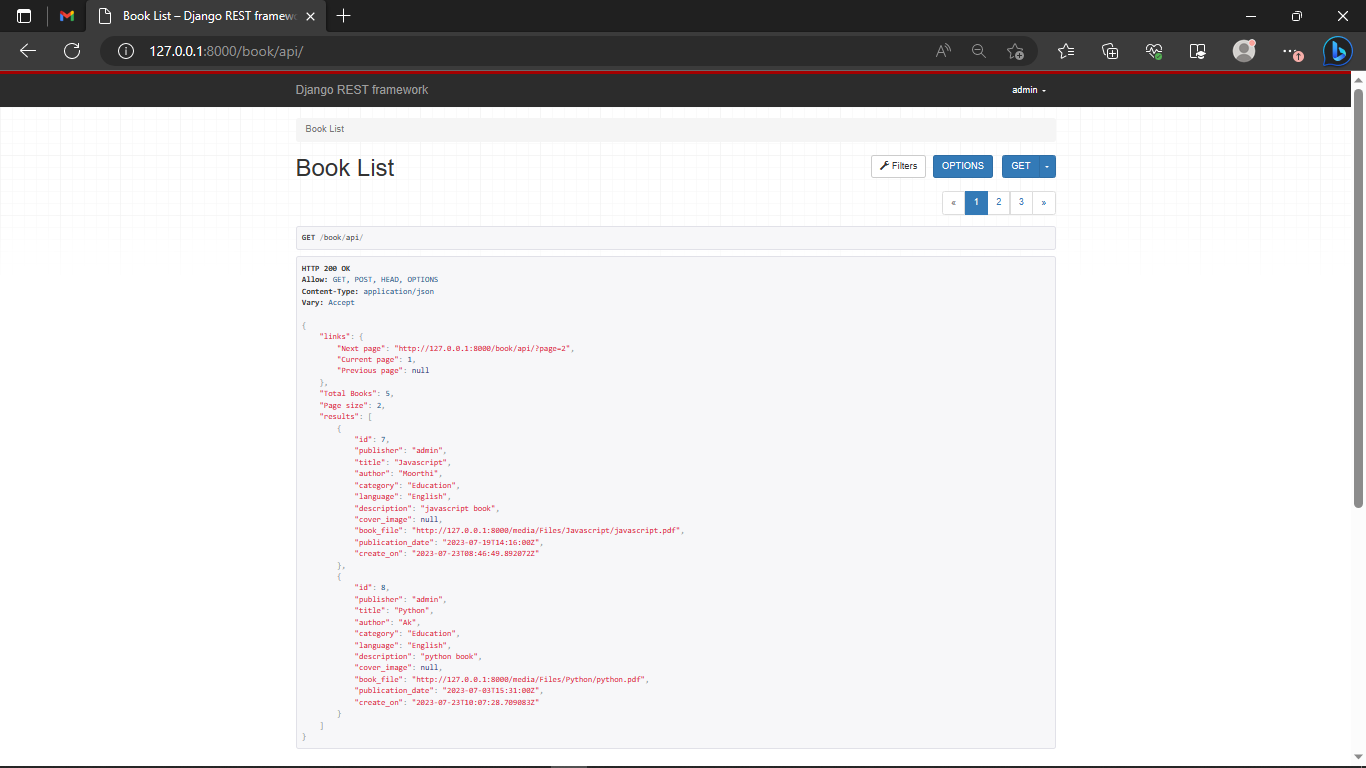 Book List – Django REST framew
127.0.0.1:8000/book/api/
Django REST framework
admin
Book List
Book List
Filters
OPTIONS
GET
« 1 2 3 »
GET /book/api/
HTTP 200 OK
Allow: GET, POST, HEAD, OPTIONS
Content-Type: application/json
Vary: Accept
{
"links": {
"Next page": "http://127.0.0.1:8000/book/api/?page=2",
"Current page": 1,
"Previous page": null
},
"Total Books": 5,
"Page size": 2,
"results": [
{
"id": 7,
"publisher": "admin",
"title": "Javascript",
"author": "Moorthi",
"category": "Education",
"language": "English",
"description": "javascript book",
"cover_image": null,
"book_file": "http://127.0.0.1:8000/media/Files/Javascript/javascript.pdf",
"publication_date": "2023-07-19T14:16:00Z",
"create_on": "2023-07-23T08:46:49.892072Z"
},
{
"id": 8,
"publisher": "admin",
"title": "Python",
"author": "Ak",
"category": "Education",
"language": "English",
"description": "python book",
"cover_image": null,
"book_file": "http://127.0.0.1:8000/media/Files/Python/python.pdf",
"publication_date": "2023-07-03T15:31:00Z",
"create_on": "2023-07-23T10:07:28.709083Z"
}
]
}